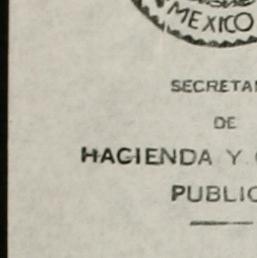 MEXICO
SECRETA
DE
HACIENDA Y
PUBLIC